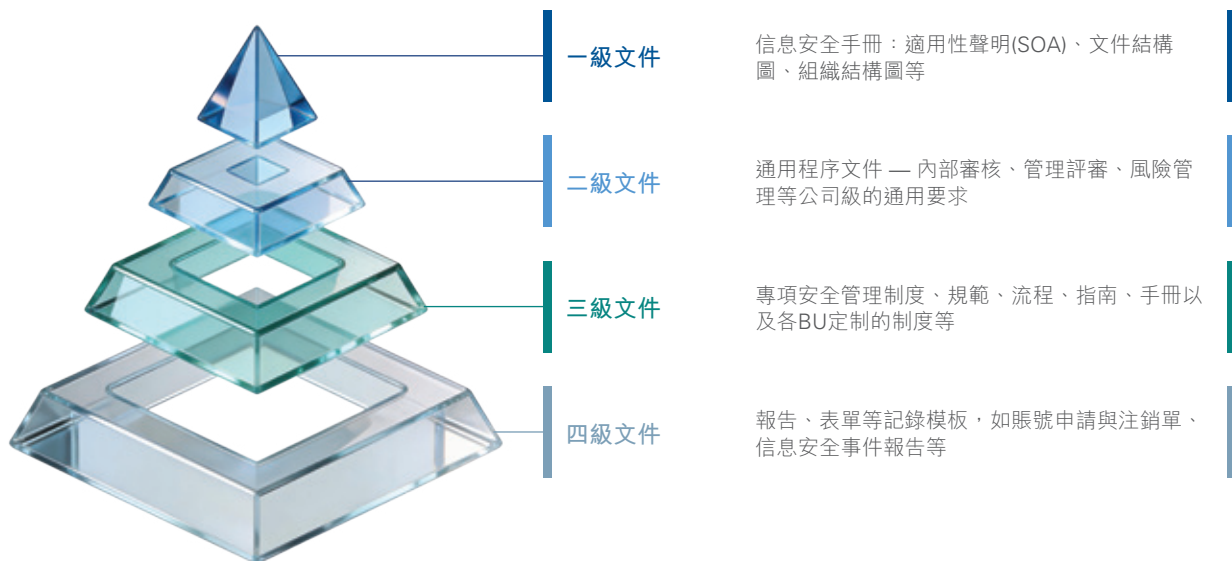 一級文件
信息安全手冊：適用性聲明(SOA)、文件結構
圖、組織結構圖等
二級文件
通用程序文件 — 內部審核、管理評審、風險管
理等公司級的通用要求
三級文件
專項安全管理制度、規範、流程、指南、手冊以
及各BU定制的制度等
四級文件
報告、表單等記錄模板，如賬號申請與注銷單、
信息安全事件報告等